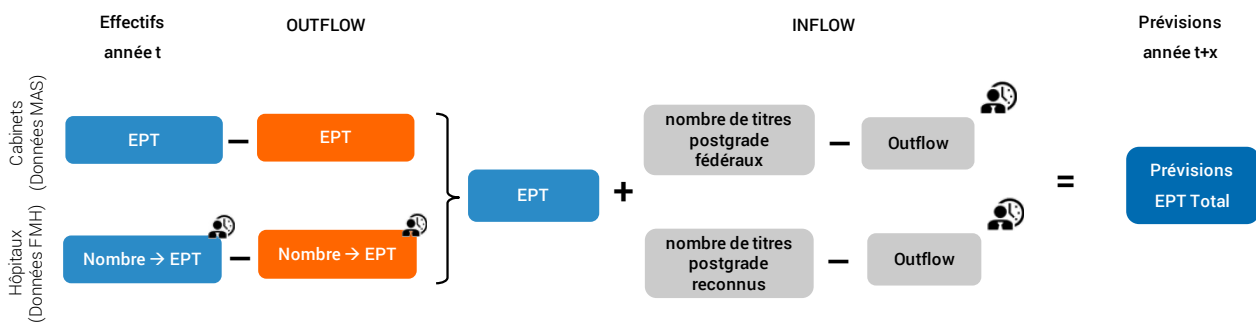 Effectifs
année t
OUTFLOW
INFLOW
Prévisions
année t+x
Cabinets
(Données MAS)
EPT
EPT
nombre de titres
postgrade
fédéraux
Outflow
EPT
Prévisions
EPT Total
Hôpitaux
(Données FMH)
Nombre → EPT
Nombre → EPT
nombre de titres
postgrade
reconnus
Outflow